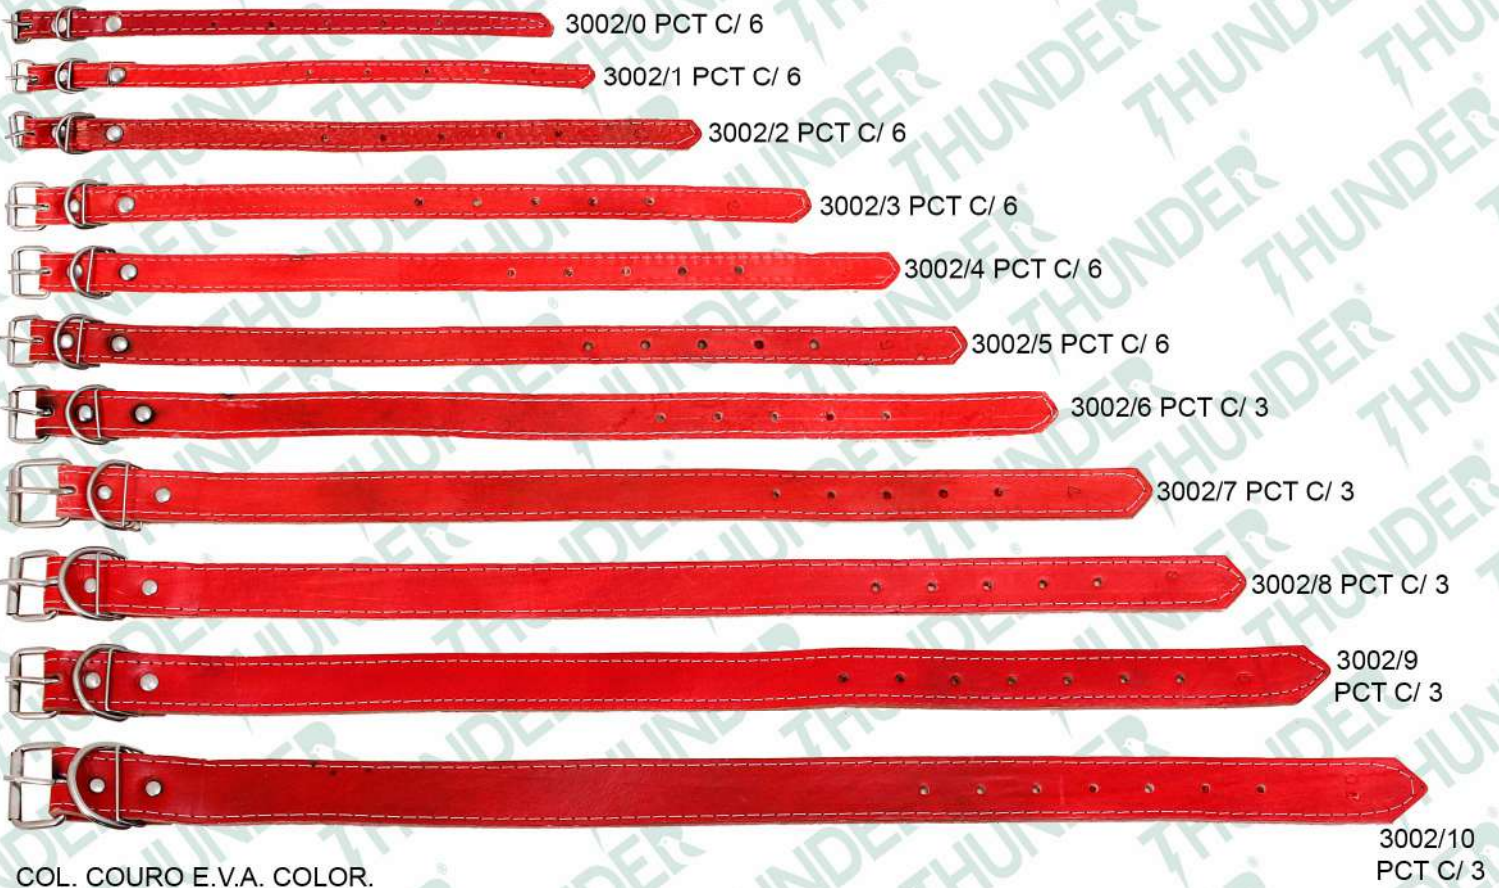 3002/0 PCT C/ 6
3002/1 PCT C/ 6
3002/2 PCT C/ 6
3002/3 PCT C/ 6
3002/4 PCT C/ 6
3002/5 PCT C/ 6
3002/6 PCT C/ 3
3002/7 PCT C/ 3
3002/8 PCT C/ 3
3002/9
PCT C/ 3
3002/10
PCT C/ 3
COL. COURO E.V.A. COLOR.
THUNDER